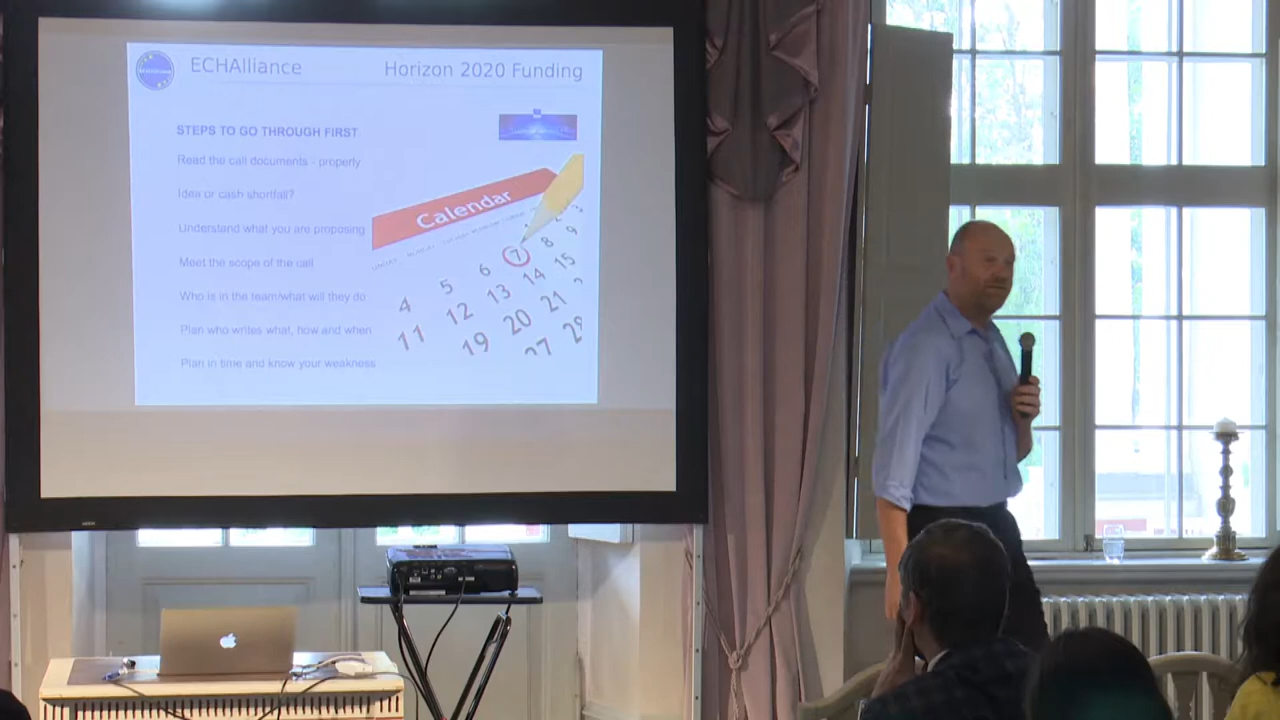 ECHAlliance
Horizon 2020 Funding
STEPS TO GO THROUGH FIRST
Read the call documents - properly
Idea or cash shortfall?
Understand what you are proposing
Meet the scope of the call
Who is in the team/what will they do
Plan who writes what, how and when
Plan in time and know your weakness
Calendar
4 5 6 7 8 9
11 12 13 14 15
19 20 21
27 28